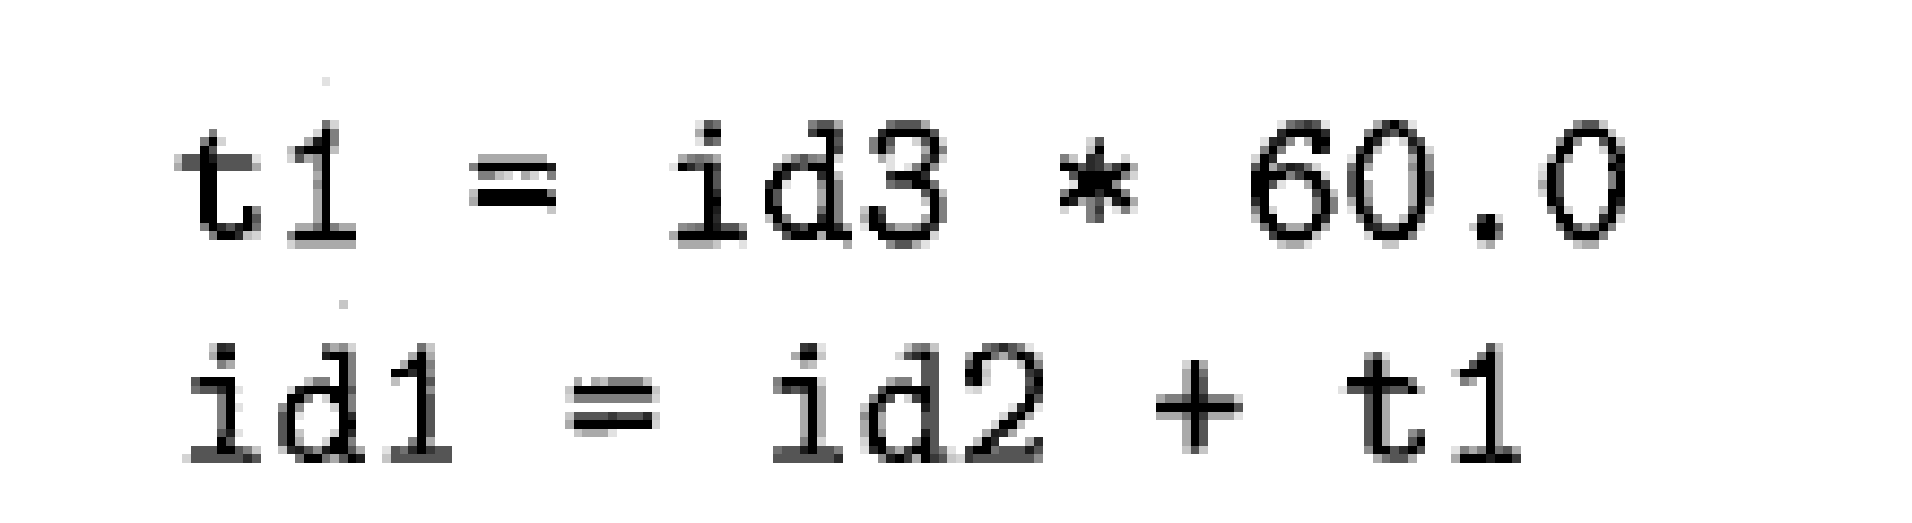 t1 = id3 * 60.0
id1 = id2 + t1